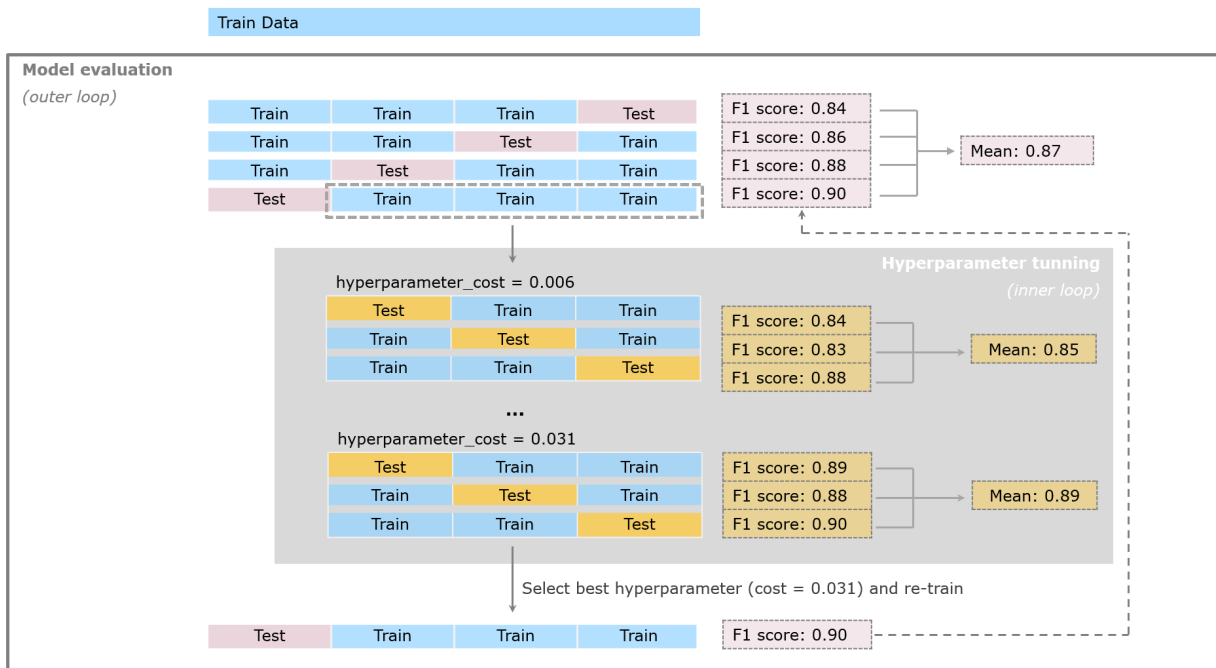 Train Data
Model evaluation
(outer loop)
Train Train Train Test F1 score: 0.84
Train Train Test Train F1 score: 0.86
Mean: 0.87
Train Test Train Train F1 score: 0.88
Test Train Train Train F1 score: 0.90
Hyperparameter tunning
(inner loop)
hyperparameter_cost = 0.006
Test Train Train F1 score: 0.84
Train Test Train F1 score: 0.83 Mean: 0.85
Train Train Test F1 score: 0.88
...
hyperparameter_cost = 0.031
Test Train Train F1 score: 0.89
Train Test Train F1 score: 0.88 Mean: 0.89
Train Train Test F1 score: 0.90
Select best hyperparameter (cost = 0.031) and re-train
Test Train Train Train F1 score: 0.90